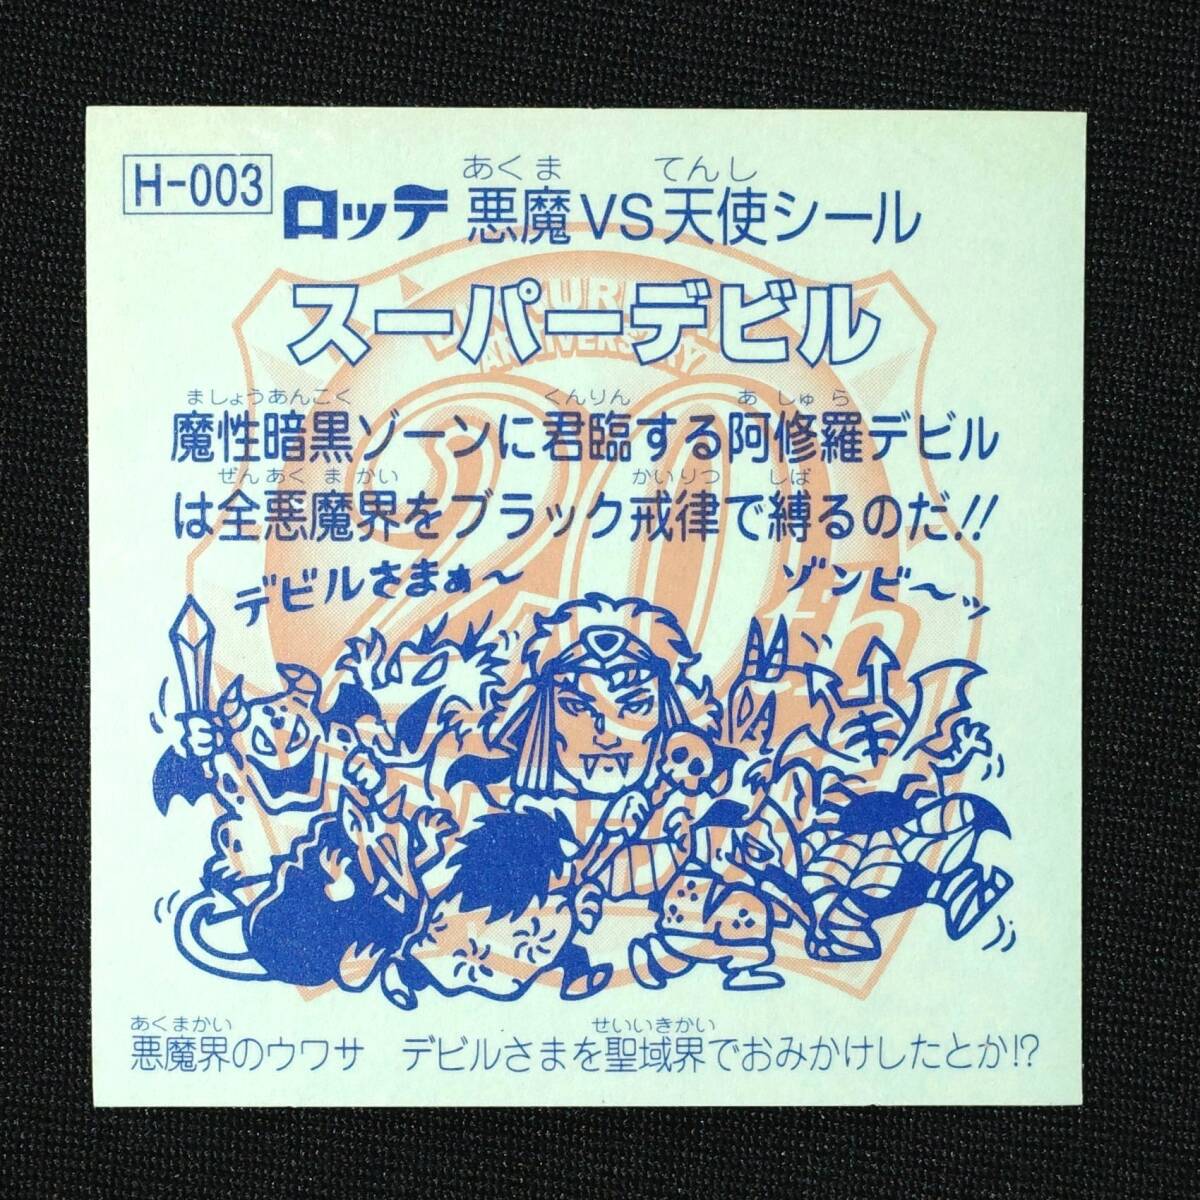 H-003
ロッテ 悪魔VS天使シール
あくま てんし
スーパーデビル
ANNIVERSARY
20th
ましょうあんこく くんりん あしゅら
魔性暗黒ゾーンに君臨する阿修羅デビル
ぜんあくまかい かいりつ しば
は全悪魔界をブラック戒律で縛るのだ!!
デビルさまぁ〜
ゾンビ〜ッ
あくまかい せいいきかい
悪魔界のウワサ デビルさまを聖域界でおみかけしたとか!?